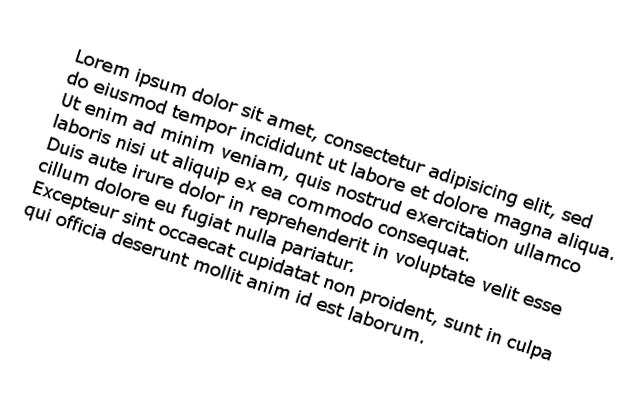 Lorem ipsum dolor sit amet, consectetur adipisicing elit, sed
do eiusmod tempor incididunt ut labore et dolore magna aliqua.
Ut enim ad minim veniam, quis nostrud exercitation ullamco
laboris nisi ut aliquip ex ea commodo consequat.
Duis aute irure dolor in reprehenderit in voluptate velit esse
cillum dolore eu fugiat nulla pariatur.
Excepteur sint occaecat cupidatat non proident, sunt in culpa
qui officia deserunt mollit anim id est laborum.